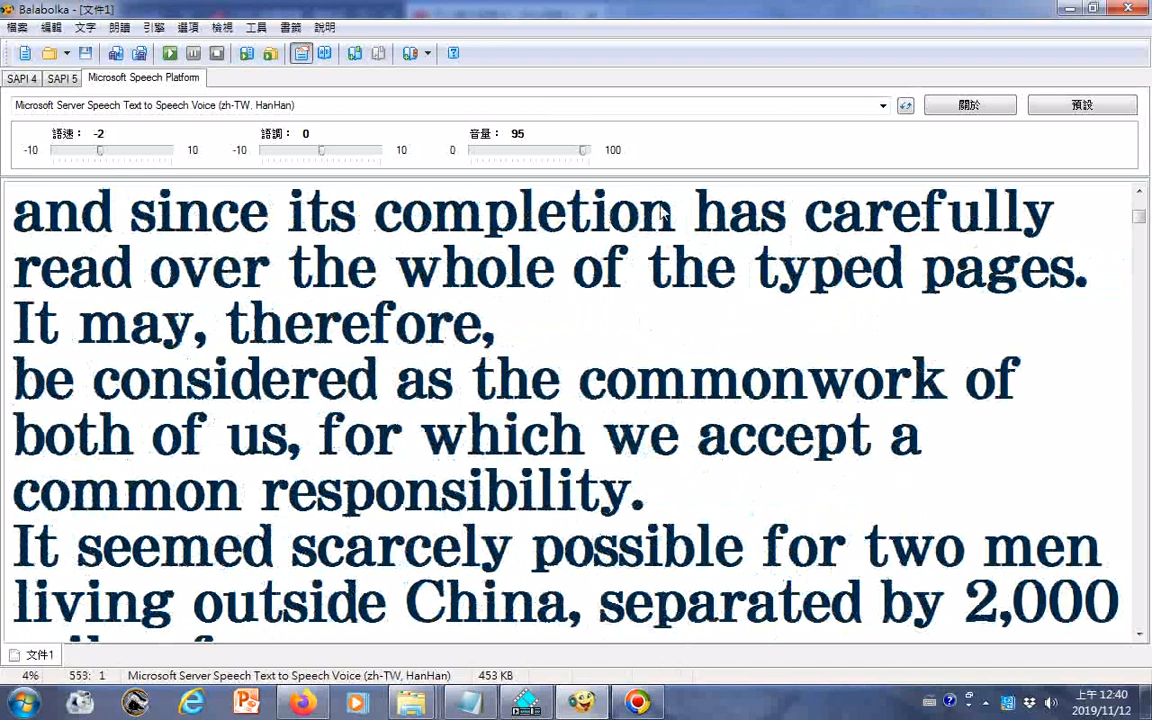 Balabolka - [文件1]
檔案 編輯 文字 朗讀 引擎 選項 檢視 工具 書籤 說明
SAPI 4 SAPI 5 Microsoft Speech Platform
Microsoft Server Speech Text to Speech Voice (zh-TW, HanHan) 關於 預設
語速： -2 語調： 0 音量： 95
-10 10 -10 10 0 100
and since its completion has carefully
read over the whole of the typed pages.
It may, therefore,
be considered as the commonwork of
both of us, for which we accept a
common responsibility.
It seemed scarcely possible for two men
living outside China, separated by 2,000
文件1
4% 553: 1 Microsoft Server Speech Text to Speech Voice (zh-TW, HanHan) 453 KB
上午 12:40
2019/11/12